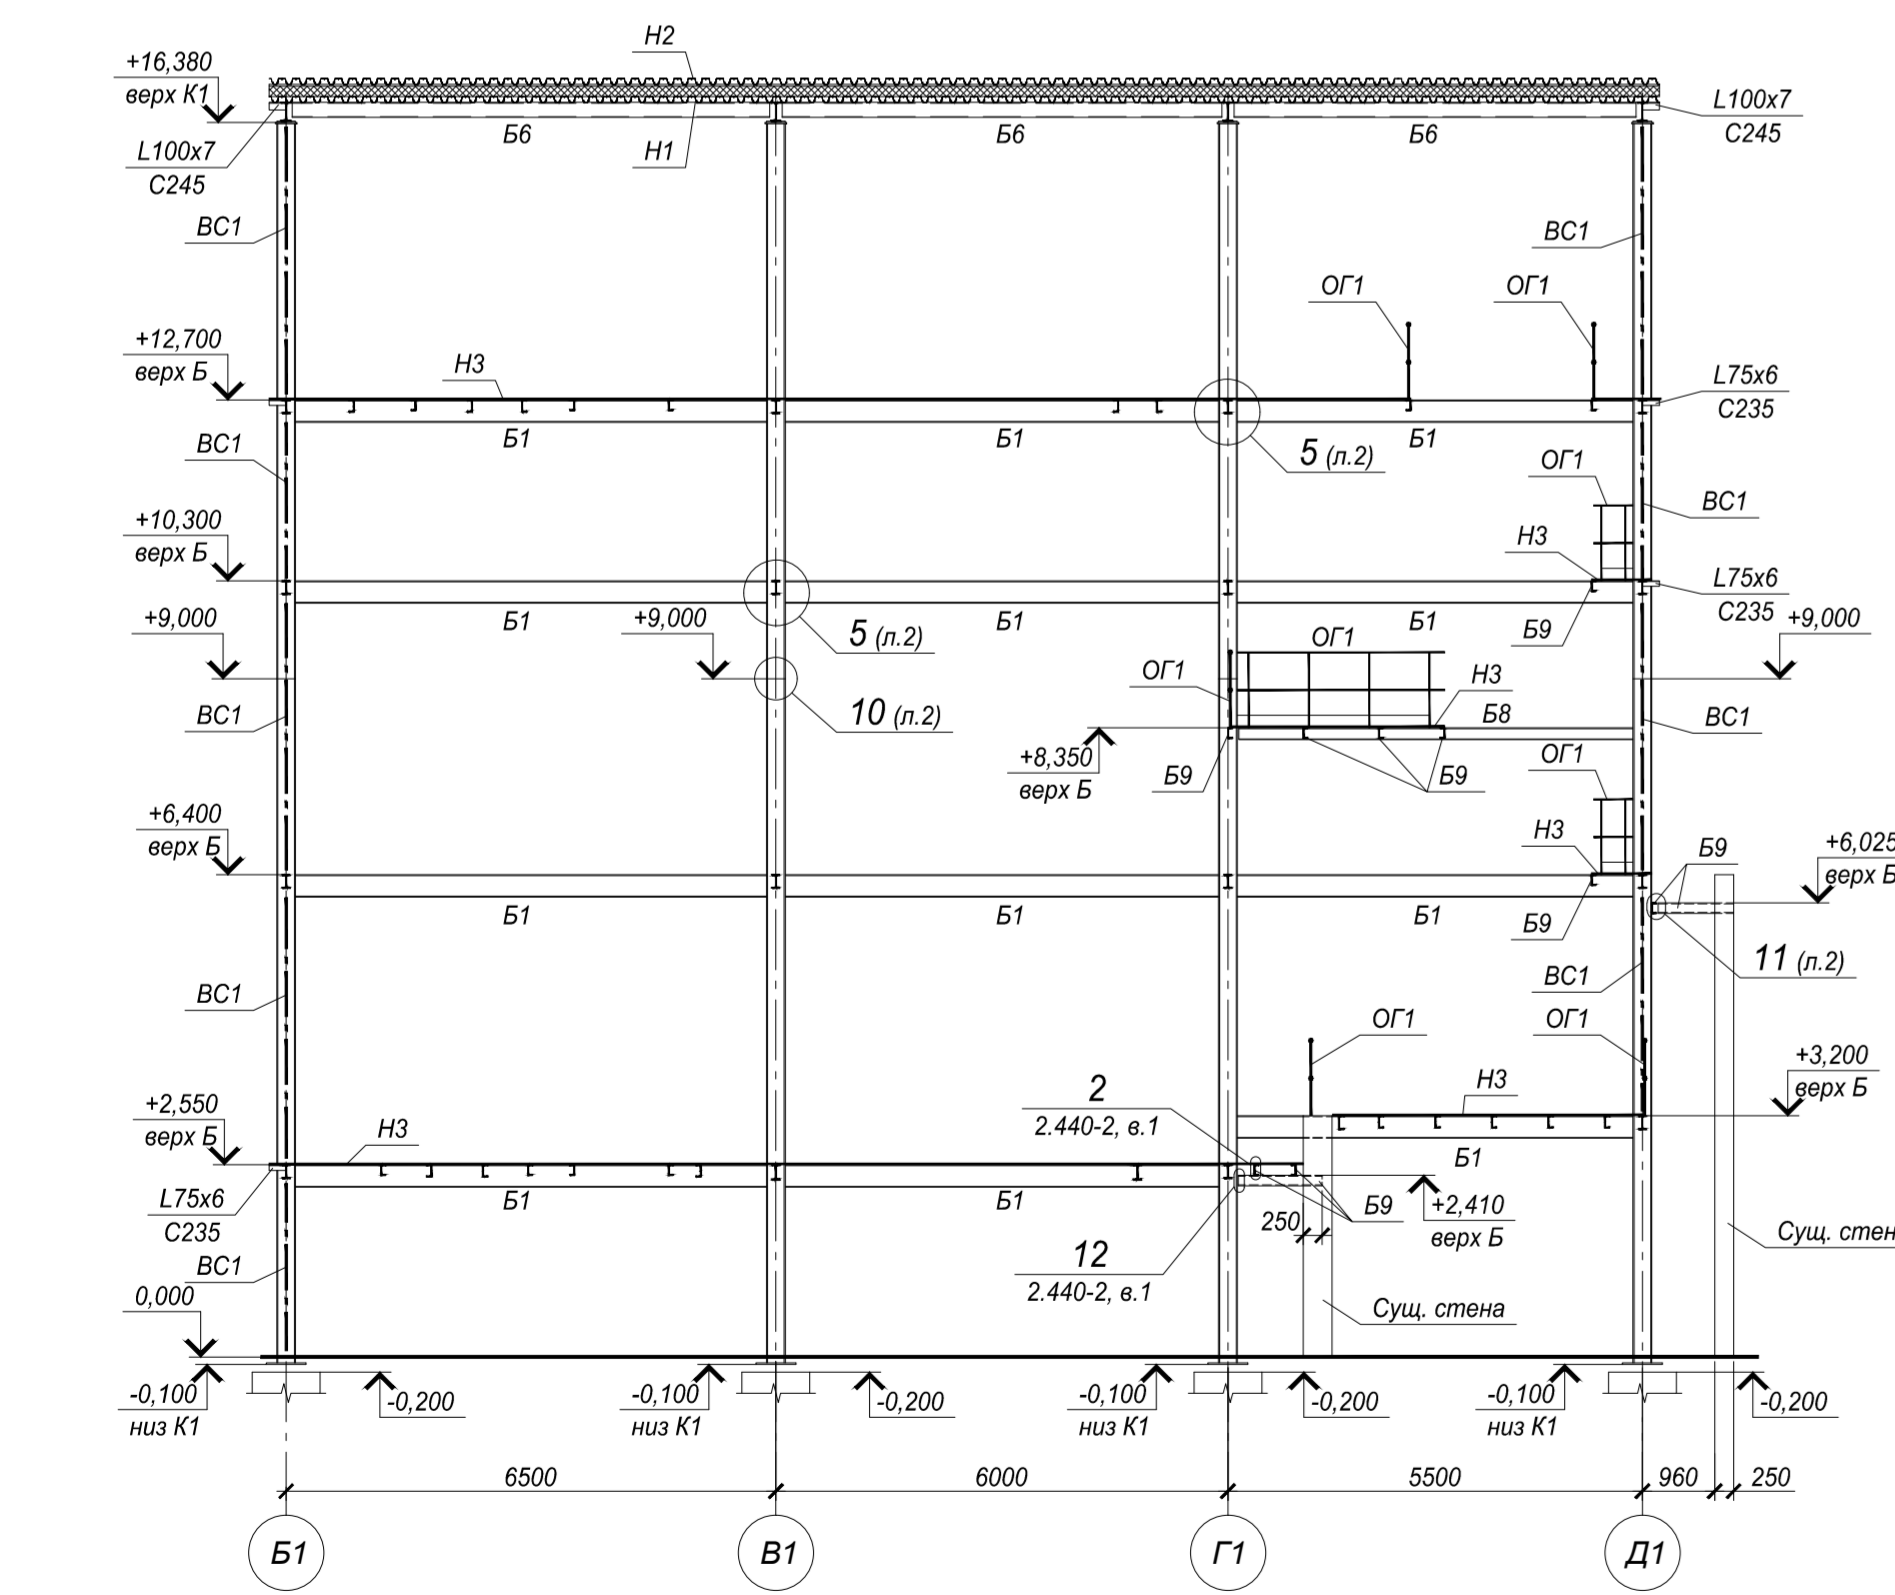 Н2
+16,380
верх К1
L100x7
С245
Б6
Н1
Б6
Б6
L100x7
С245
ВС1
ВС1
ОГ1
ОГ1
+12,700
верх Б
Н3
L75x6
С235
Б1
Б1
Б1
ВС1
5 (л.2)
ОГ1
ВС1
+10,300
верх Б
Н3
L75x6
С235
Б1
Б1
Б1
+9,000
+9,000
+9,000
5 (л.2)
Б9
ОГ1
ОГ1
Н3
ВС1
10 (л.2)
Б8
ВС1
+8,350
верх Б
Б9
Б9
ОГ1
+6,400
верх Б
Н3
Б9
+6,025
верх Б
Б1
Б1
Б1
Б9
11 (л.2)
ВС1
ВС1
ОГ1
ОГ1
+3,200
верх Б
2
2.440-2, в.1
Н3
+2,550
верх Б
Н3
Б1
L75x6
С235
Б1
Б1
Б9
+2,410
верх Б
250
Сущ. стен
12
2.440-2, в.1
ВС1
0,000
Сущ. стена
-0,100
низ К1
-0,200
-0,100
низ К1
-0,200
-0,100
низ К1
-0,200
-0,100
низ К1
-0,200
6500
6000
5500
960
250
Б1
В1
Г1
Д1